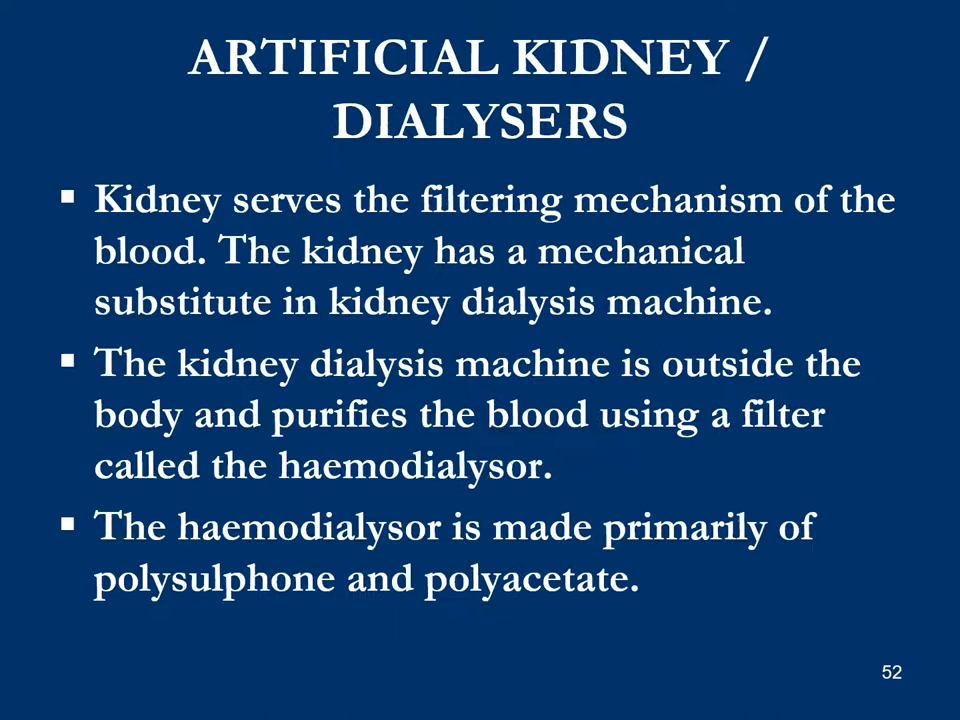 ARTIFICIAL KIDNEY /
DIALYSERS
▪ Kidney serves the filtering mechanism of the
blood. The kidney has a mechanical
substitute in kidney dialysis machine.
▪ The kidney dialysis machine is outside the
body and purifies the blood using a filter
called the haemodialysor.
▪ The haemodialysor is made primarily of
polysulphone and polyacetate.
52